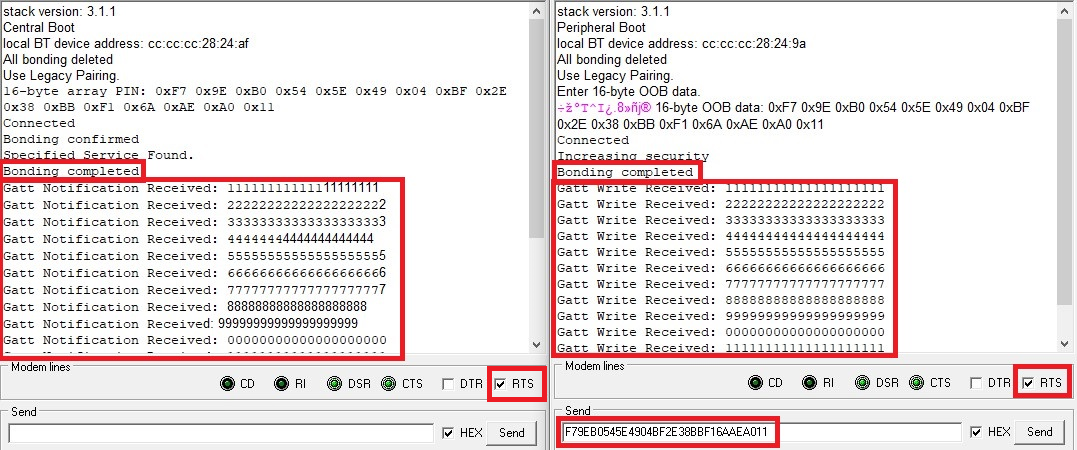 stack version: 3.1.1
Central Boot
local BT device address: cc:cc:cc:28:24:af
All bonding deleted
Use Legacy Pairing.
16-byte array PIN: 0xF7 0x9E 0xB0 0x54 0x5E 0x49 0x04 0xBF 0x2E
0x38 0xBB 0xF1 0x6A 0xAE 0xA0 0x11
Connected
Bonding confirmed
Specified Service Found.
Bonding completed
Gatt Notification Received: 11111111111111111111
Gatt Notification Received: 22222222222222222222
Gatt Notification Received: 33333333333333333333
Gatt Notification Received: 44444444444444444444
Gatt Notification Received: 55555555555555555555
Gatt Notification Received: 66666666666666666666
Gatt Notification Received: 77777777777777777777
Gatt Notification Received: 88888888888888888888
Gatt Notification Received: 99999999999999999999
Gatt Notification Received: 00000000000000000000
Modem lines
CD RI DSR CTS DTR RTS
Send
HEX Send
stack version: 3.1.1
Peripheral Boot
local BT device address: cc:cc:cc:28:24:9a
All bonding deleted
Use Legacy Pairing.
Enter 16-byte OOB data.
÷ž°T^I¿.8»ñj® 16-byte OOB data: 0xF7 0x9E 0xB0 0x54 0x5E 0x49 0x04 0xBF
0x2E 0x38 0xBB 0xF1 0x6A 0xAE 0xA0 0x11
Connected
Increasing security
Bonding completed
Gatt Write Received: 11111111111111111111
Gatt Write Received: 22222222222222222222
Gatt Write Received: 33333333333333333333
Gatt Write Received: 44444444444444444444
Gatt Write Received: 55555555555555555555
Gatt Write Received: 66666666666666666666
Gatt Write Received: 77777777777777777777
Gatt Write Received: 88888888888888888888
Gatt Write Received: 99999999999999999999
Gatt Write Received: 00000000000000000000
Gatt Write Received: 11111111111111111111
Modem lines
CD RI DSR CTS DTR RTS
Send
F79EB0545E4904BF2E38BBF16AAEA011 HEX Send